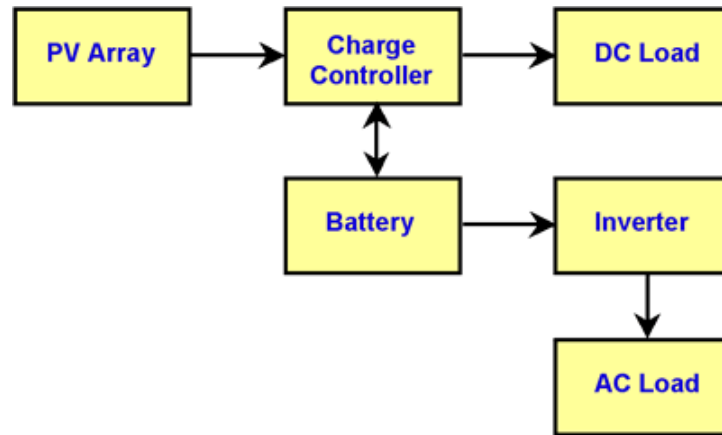 PV Array
Charge
Controller
DC Load
Battery
Inverter
AC Load